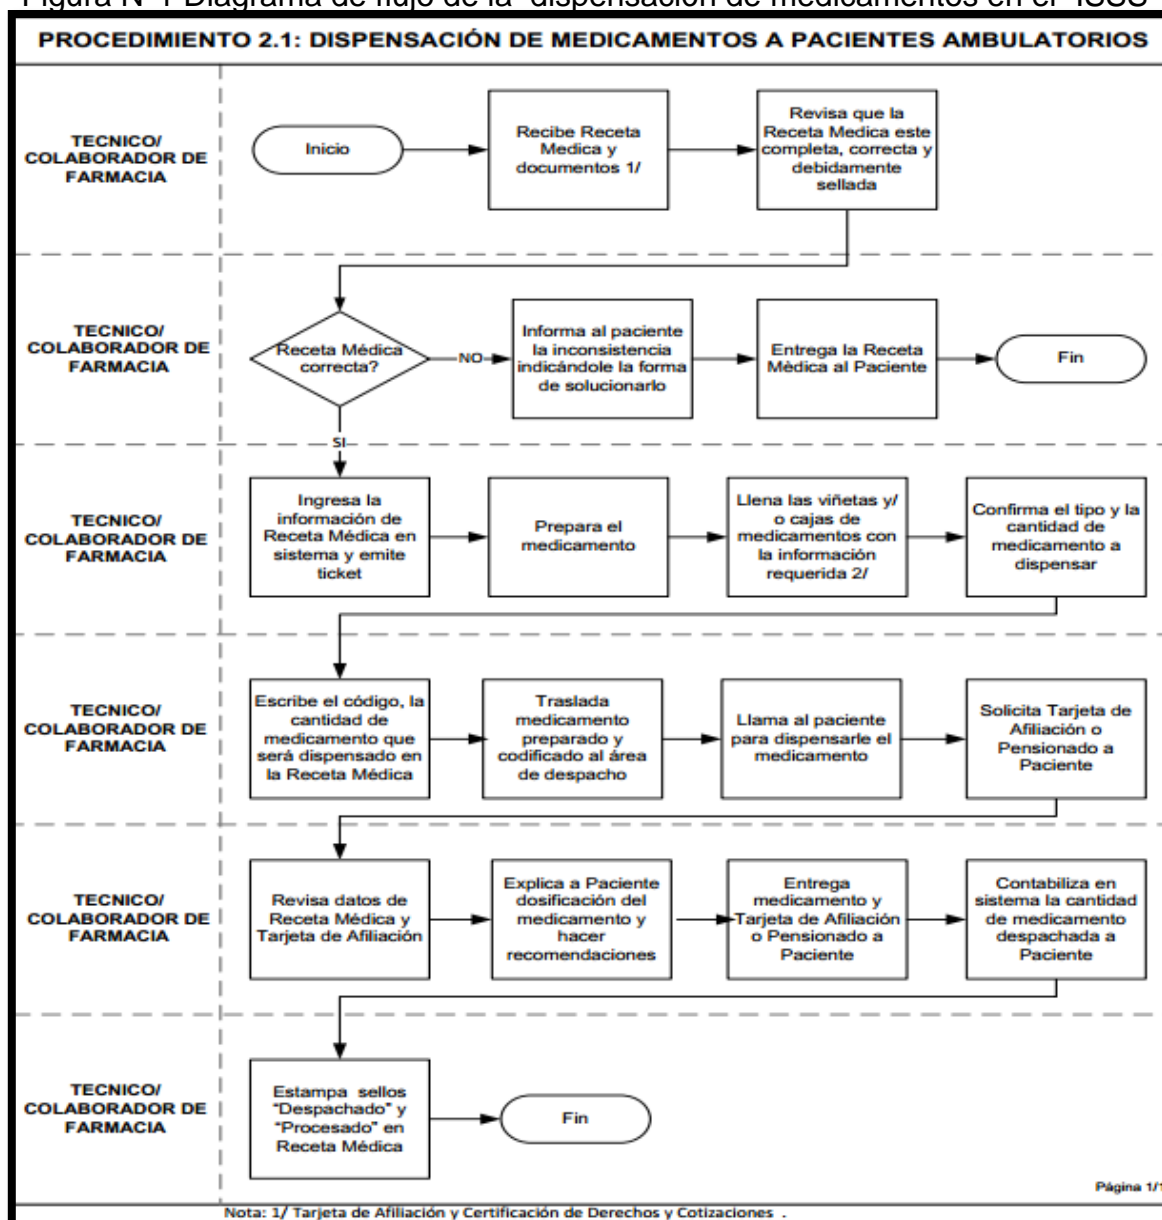 Figura N°1 Diagrama de flujo de la dispensación de medicamentos en el ISSS
PROCEDIMIENTO 2.1: DISPENSACIÓN DE MEDICAMENTOS A PACIENTES AMBULATORIOS
TECNICO/
COLABORADOR DE
FARMACIA
Inicio
Recibe Receta
Medica y
documentos 1/
Revisa que la
Receta Medica este
completa, correcta y
debidamente
sellada
TECNICO/
COLABORADOR DE
FARMACIA
Receta Médica
correcta?
NO
Informa al paciente
la inconsistencia
indicándole la forma
de solucionarlo
Entrega la Receta
Mèdica al Paciente
Fin
SI
TECNICO/
COLABORADOR DE
FARMACIA
Ingresa la
información de
Receta Médica en
sistema y emite
ticket
Prepara el
medicamento
Llena las viñetas y/
o cajas de
medicamentos con
la información
requerida 2/
Confirma el tipo y la
cantidad de
medicamento a
dispensar
TECNICO/
COLABORADOR DE
FARMACIA
Escribe el código, la
cantidad de
medicamento que
será dispensado en
la Receta Médica
Traslada
medicamento
preparado y
codificado al área
de despacho
Llama al paciente
para dispensarle el
medicamento
Solicita Tarjeta de
Afiliación o
Pensionado a
Paciente
TECNICO/
COLABORADOR DE
FARMACIA
Revisa datos de
Receta Médica y
Tarjeta de Afiliación
Explica a Paciente
dosificación del
medicamento y
hacer
recomendaciones
Entrega
medicamento y
Tarjeta de Afiliación
o Pensionado a
Paciente
Contabiliza en
sistema la cantidad
de medicamento
despachada a
Paciente
TECNICO/
COLABORADOR DE
FARMACIA
Estampa sellos
"Despachado" y
"Procesado" en
Receta Médica
Fin
Página 1/1
Nota: 1/ Tarjeta de Afiliación y Certificación de Derechos y Cotizaciones .